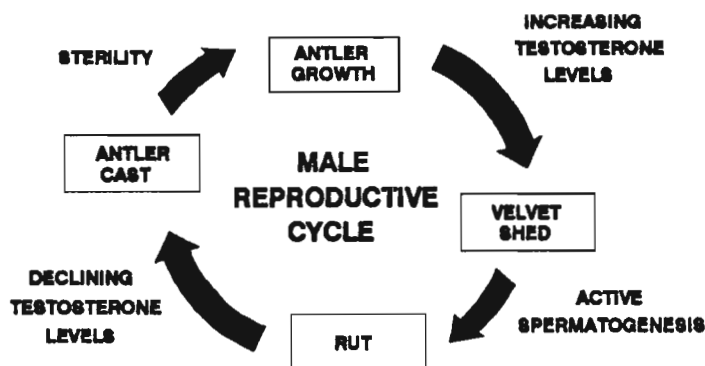 INCREASING
TESTOSTERONE
LEVELS
STERILITY
ANTLER
GROWTH
ANTLER
CAST
MALE
REPRODUCTIVE
CYCLE
VELVET
SHED
DECLINING
TESTOSTERONE
LEVELS
ACTIVE
SPERMATOGENESIS
RUT